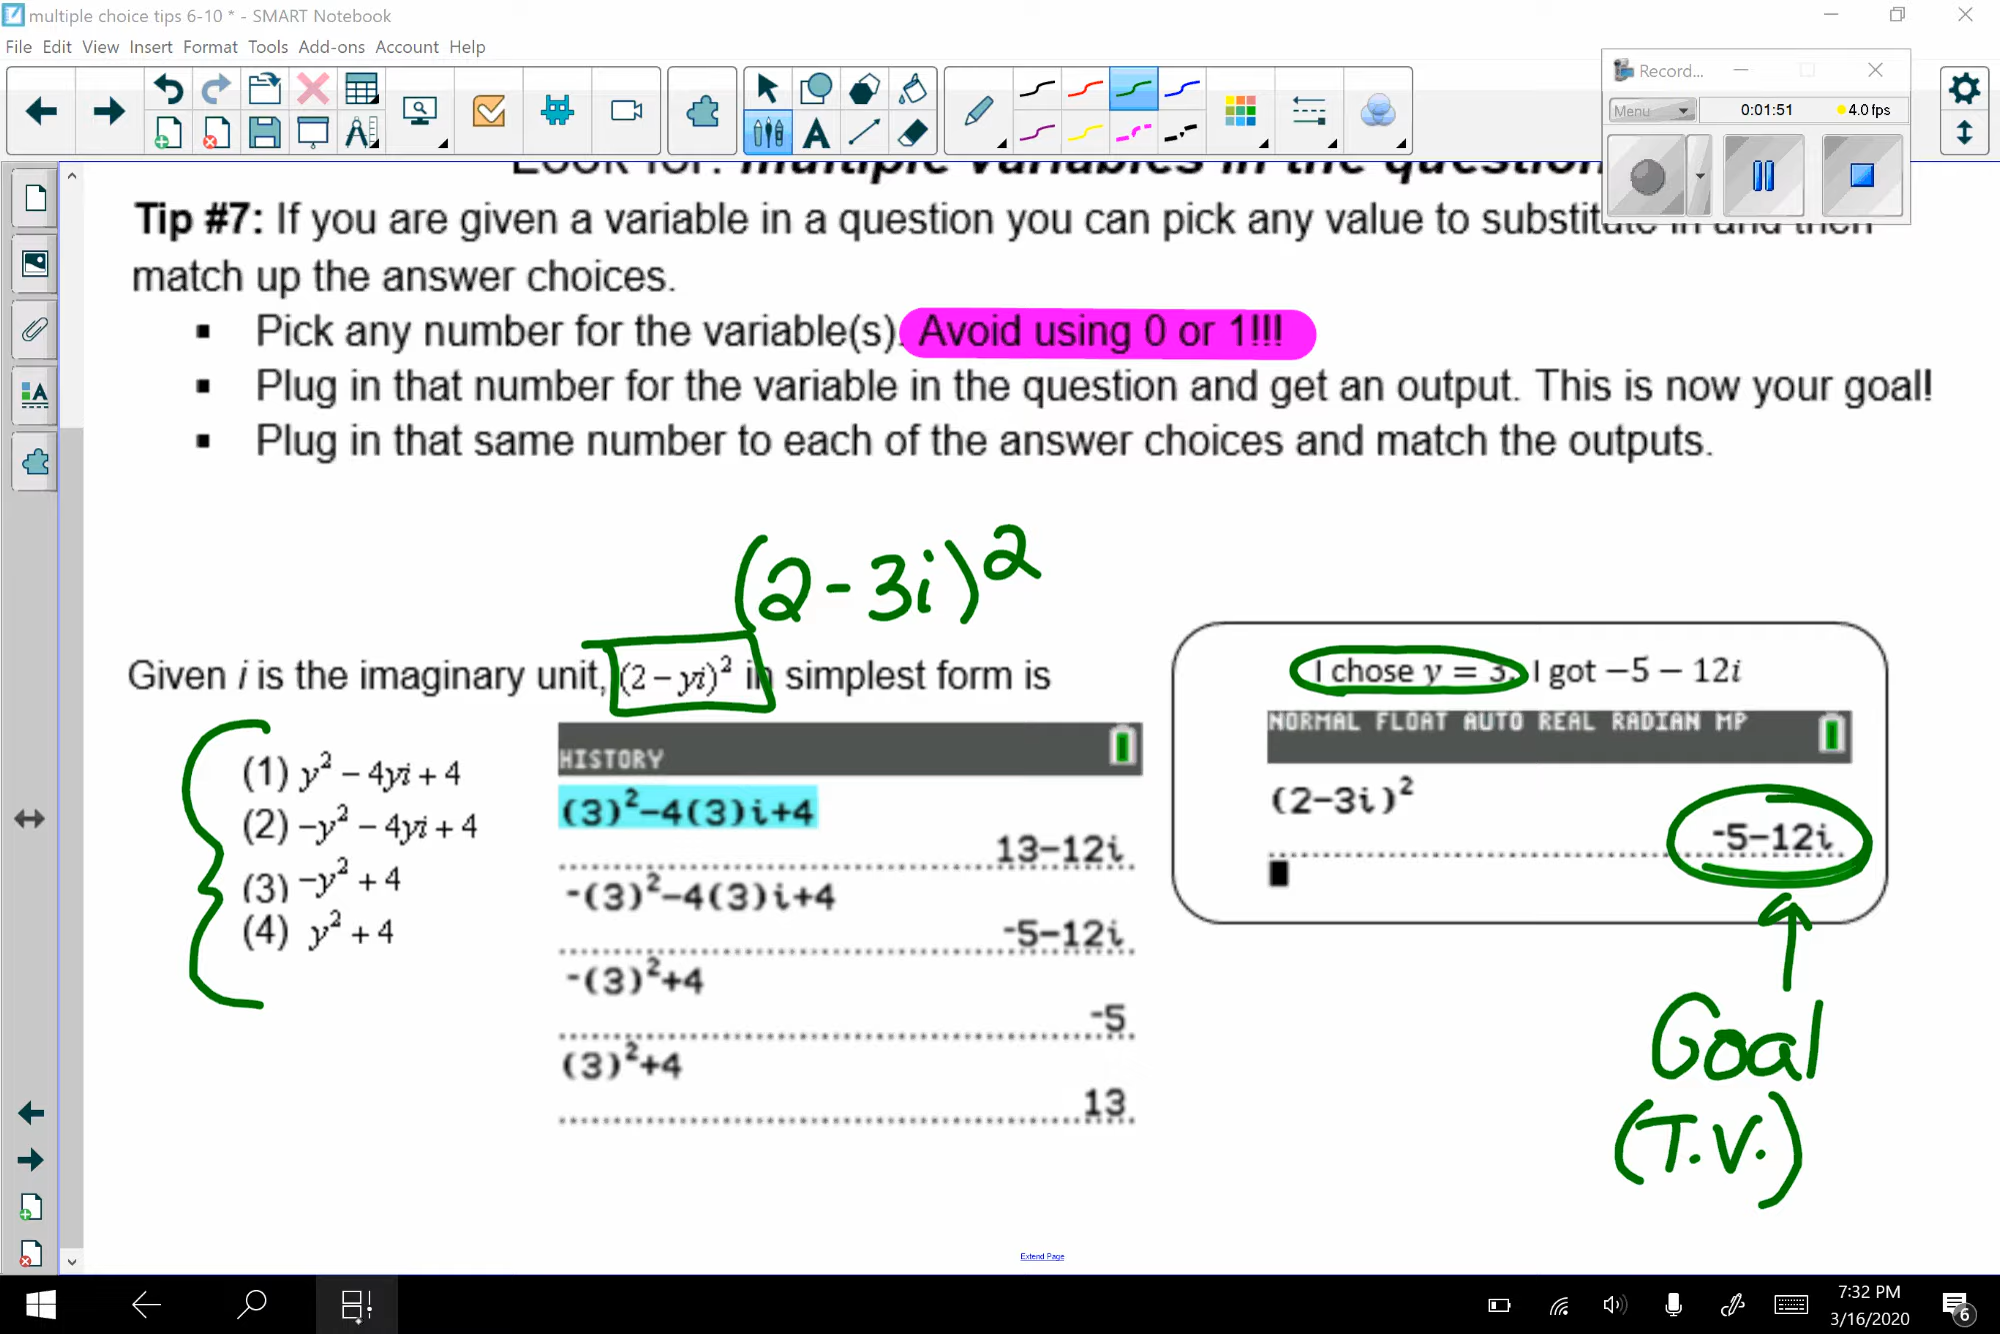 multiple choice tips 6-10 * - SMART Notebook
File Edit View Insert Format Tools Add-ons Account Help
Record...
Menu 0:01:51 4.0 fps
Look for: multiple variables in the question
Tip #7: If you are given a variable in a question you can pick any value to substitute in and then
match up the answer choices.
▪ Pick any number for the variable(s). Avoid using 0 or 1!!!
▪ Plug in that number for the variable in the question and get an output. This is now your goal!
▪ Plug in that same number to each of the answer choices and match the outputs.
(2-3i)²
Given i is the imaginary unit, (2 − yi)² in simplest form is
(1) y² − 4yi + 4
(2) −y² − 4yi + 4
(3) −y² + 4
(4) y² + 4
HISTORY
(3)²-4(3)i+4
13-12i
-(3)²-4(3)i+4
-5-12i
-(3)²+4
-5
(3)²+4
13
I chose y = 3. I got −5 − 12i
NORMAL FLOAT AUTO REAL RADIAN MP
(2-3i)²
-5-12i
Goal
(T.V.)
Extend Page
7:32 PM
3/16/2020
6